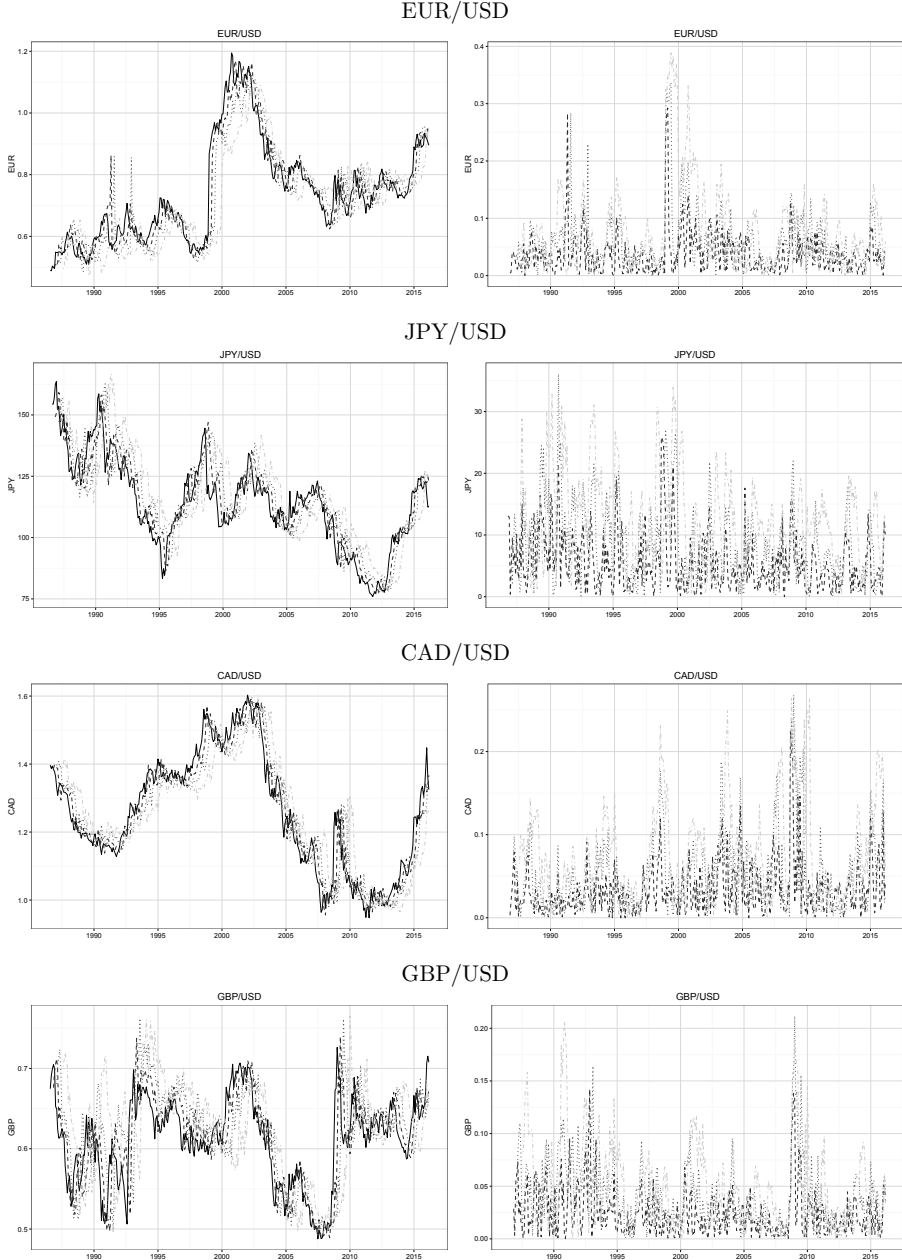 EUR/USD
EUR/USD EUR/USD
1.2
1.0
0.8
0.6
EUR
1990 1995 2000 2005 2010 2015
0.4
0.3
0.2
0.1
0.0
EUR
1990 1995 2000 2005 2010 2015
JPY/USD
JPY/USD JPY/USD
150
125
100
75
JPY
1990 1995 2000 2005 2010 2015
30
20
10
0
JPY
1990 1995 2000 2005 2010 2015
CAD/USD
CAD/USD CAD/USD
1.6
1.4
1.2
1.0
CAD
1990 1995 2000 2005 2010 2015
0.2
0.1
0.0
CAD
1990 1995 2000 2005 2010 2015
GBP/USD
GBP/USD GBP/USD
0.7
0.6
0.5
GBP
1990 1995 2000 2005 2010 2015
0.20
0.15
0.10
0.05
0.00
GBP
1990 1995 2000 2005 2010 2015